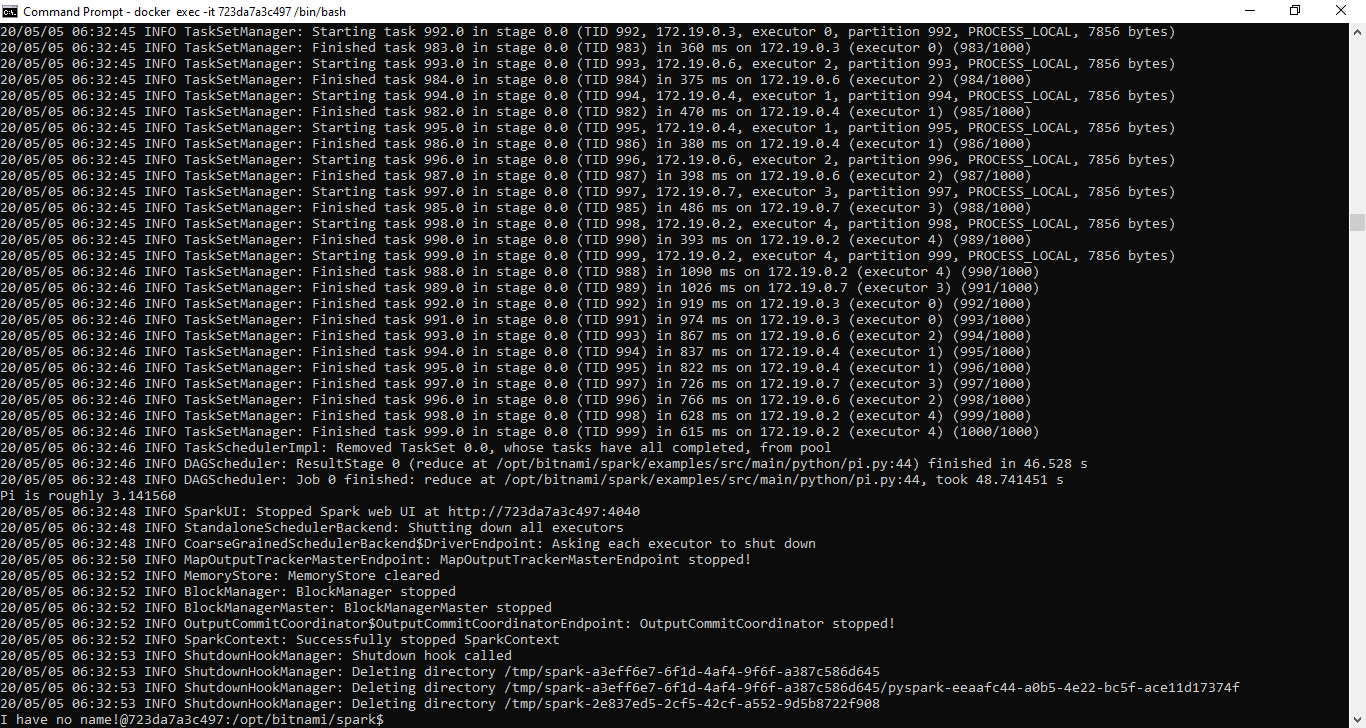 Command Prompt - docker exec -it 723da7a3c497 /bin/bash
20/05/05 06:32:45 INFO TaskSetManager: Starting task 992.0 in stage 0.0 (TID 992, 172.19.0.3, executor 0, partition 992, PROCESS_LOCAL, 7856 bytes)
20/05/05 06:32:45 INFO TaskSetManager: Finished task 983.0 in stage 0.0 (TID 983) in 360 ms on 172.19.0.3 (executor 0) (983/1000)
20/05/05 06:32:45 INFO TaskSetManager: Starting task 993.0 in stage 0.0 (TID 993, 172.19.0.6, executor 2, partition 993, PROCESS_LOCAL, 7856 bytes)
20/05/05 06:32:45 INFO TaskSetManager: Finished task 984.0 in stage 0.0 (TID 984) in 375 ms on 172.19.0.6 (executor 2) (984/1000)
20/05/05 06:32:45 INFO TaskSetManager: Starting task 994.0 in stage 0.0 (TID 994, 172.19.0.4, executor 1, partition 994, PROCESS_LOCAL, 7856 bytes)
20/05/05 06:32:45 INFO TaskSetManager: Finished task 982.0 in stage 0.0 (TID 982) in 470 ms on 172.19.0.4 (executor 1) (985/1000)
20/05/05 06:32:45 INFO TaskSetManager: Starting task 995.0 in stage 0.0 (TID 995, 172.19.0.4, executor 1, partition 995, PROCESS_LOCAL, 7856 bytes)
20/05/05 06:32:45 INFO TaskSetManager: Finished task 986.0 in stage 0.0 (TID 986) in 380 ms on 172.19.0.4 (executor 1) (986/1000)
20/05/05 06:32:45 INFO TaskSetManager: Starting task 996.0 in stage 0.0 (TID 996, 172.19.0.6, executor 2, partition 996, PROCESS_LOCAL, 7856 bytes)
20/05/05 06:32:45 INFO TaskSetManager: Finished task 987.0 in stage 0.0 (TID 987) in 398 ms on 172.19.0.6 (executor 2) (987/1000)
20/05/05 06:32:45 INFO TaskSetManager: Starting task 997.0 in stage 0.0 (TID 997, 172.19.0.7, executor 3, partition 997, PROCESS_LOCAL, 7856 bytes)
20/05/05 06:32:45 INFO TaskSetManager: Finished task 985.0 in stage 0.0 (TID 985) in 486 ms on 172.19.0.7 (executor 3) (988/1000)
20/05/05 06:32:45 INFO TaskSetManager: Starting task 998.0 in stage 0.0 (TID 998, 172.19.0.2, executor 4, partition 998, PROCESS_LOCAL, 7856 bytes)
20/05/05 06:32:45 INFO TaskSetManager: Finished task 990.0 in stage 0.0 (TID 990) in 393 ms on 172.19.0.2 (executor 4) (989/1000)
20/05/05 06:32:45 INFO TaskSetManager: Starting task 999.0 in stage 0.0 (TID 999, 172.19.0.2, executor 4, partition 999, PROCESS_LOCAL, 7856 bytes)
20/05/05 06:32:46 INFO TaskSetManager: Finished task 988.0 in stage 0.0 (TID 988) in 1090 ms on 172.19.0.2 (executor 4) (990/1000)
20/05/05 06:32:46 INFO TaskSetManager: Finished task 989.0 in stage 0.0 (TID 989) in 1026 ms on 172.19.0.7 (executor 3) (991/1000)
20/05/05 06:32:46 INFO TaskSetManager: Finished task 992.0 in stage 0.0 (TID 992) in 919 ms on 172.19.0.3 (executor 0) (992/1000)
20/05/05 06:32:46 INFO TaskSetManager: Finished task 991.0 in stage 0.0 (TID 991) in 974 ms on 172.19.0.3 (executor 0) (993/1000)
20/05/05 06:32:46 INFO TaskSetManager: Finished task 993.0 in stage 0.0 (TID 993) in 867 ms on 172.19.0.6 (executor 2) (994/1000)
20/05/05 06:32:46 INFO TaskSetManager: Finished task 994.0 in stage 0.0 (TID 994) in 837 ms on 172.19.0.4 (executor 1) (995/1000)
20/05/05 06:32:46 INFO TaskSetManager: Finished task 995.0 in stage 0.0 (TID 995) in 822 ms on 172.19.0.4 (executor 1) (996/1000)
20/05/05 06:32:46 INFO TaskSetManager: Finished task 997.0 in stage 0.0 (TID 997) in 726 ms on 172.19.0.7 (executor 3) (997/1000)
20/05/05 06:32:46 INFO TaskSetManager: Finished task 996.0 in stage 0.0 (TID 996) in 766 ms on 172.19.0.6 (executor 2) (998/1000)
20/05/05 06:32:46 INFO TaskSetManager: Finished task 998.0 in stage 0.0 (TID 998) in 628 ms on 172.19.0.2 (executor 4) (999/1000)
20/05/05 06:32:46 INFO TaskSetManager: Finished task 999.0 in stage 0.0 (TID 999) in 615 ms on 172.19.0.2 (executor 4) (1000/1000)
20/05/05 06:32:46 INFO TaskSchedulerImpl: Removed TaskSet 0.0, whose tasks have all completed, from pool
20/05/05 06:32:46 INFO DAGScheduler: ResultStage 0 (reduce at /opt/bitnami/spark/examples/src/main/python/pi.py:44) finished in 46.528 s
20/05/05 06:32:48 INFO DAGScheduler: Job 0 finished: reduce at /opt/bitnami/spark/examples/src/main/python/pi.py:44, took 48.741451 s
Pi is roughly 3.141560
20/05/05 06:32:48 INFO SparkUI: Stopped Spark web UI at http://723da7a3c497:4040
20/05/05 06:32:48 INFO StandaloneSchedulerBackend: Shutting down all executors
20/05/05 06:32:48 INFO CoarseGrainedSchedulerBackend$DriverEndpoint: Asking each executor to shut down
20/05/05 06:32:50 INFO MapOutputTrackerMasterEndpoint: MapOutputTrackerMasterEndpoint stopped!
20/05/05 06:32:52 INFO MemoryStore: MemoryStore cleared
20/05/05 06:32:52 INFO BlockManager: BlockManager stopped
20/05/05 06:32:52 INFO BlockManagerMaster: BlockManagerMaster stopped
20/05/05 06:32:52 INFO OutputCommitCoordinator$OutputCommitCoordinatorEndpoint: OutputCommitCoordinator stopped!
20/05/05 06:32:52 INFO SparkContext: Successfully stopped SparkContext
20/05/05 06:32:53 INFO ShutdownHookManager: Shutdown hook called
20/05/05 06:32:53 INFO ShutdownHookManager: Deleting directory /tmp/spark-a3eff6e7-6f1d-4af4-9f6f-a387c586d645
20/05/05 06:32:53 INFO ShutdownHookManager: Deleting directory /tmp/spark-a3eff6e7-6f1d-4af4-9f6f-a387c586d645/pyspark-eeaafc44-a0b5-4e22-bc5f-ace11d17374f
20/05/05 06:32:53 INFO ShutdownHookManager: Deleting directory /tmp/spark-2e837ed5-2cf5-42cf-a552-9d5b8722f908
I have no name!@723da7a3c497:/opt/bitnami/spark$